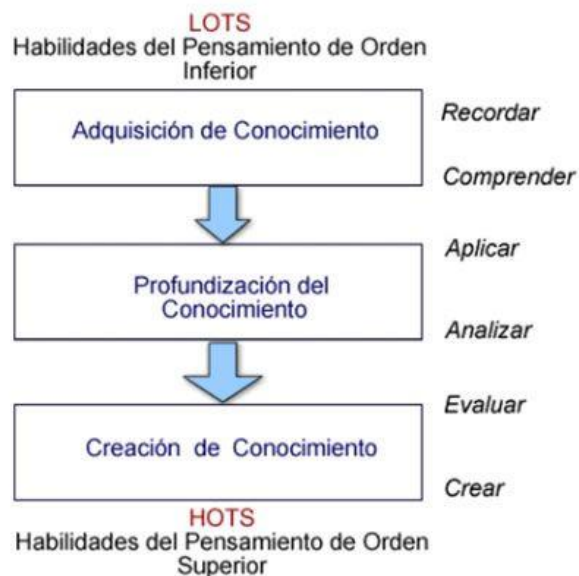 LOTS
Habilidades del Pensamiento de Orden
Inferior
Adquisición de Conocimiento
Recordar
Comprender
Profundización del
Conocimiento
Aplicar
Analizar
Creación de Conocimiento
Evaluar
Crear
HOTS
Habilidades del Pensamiento de Orden
Superior